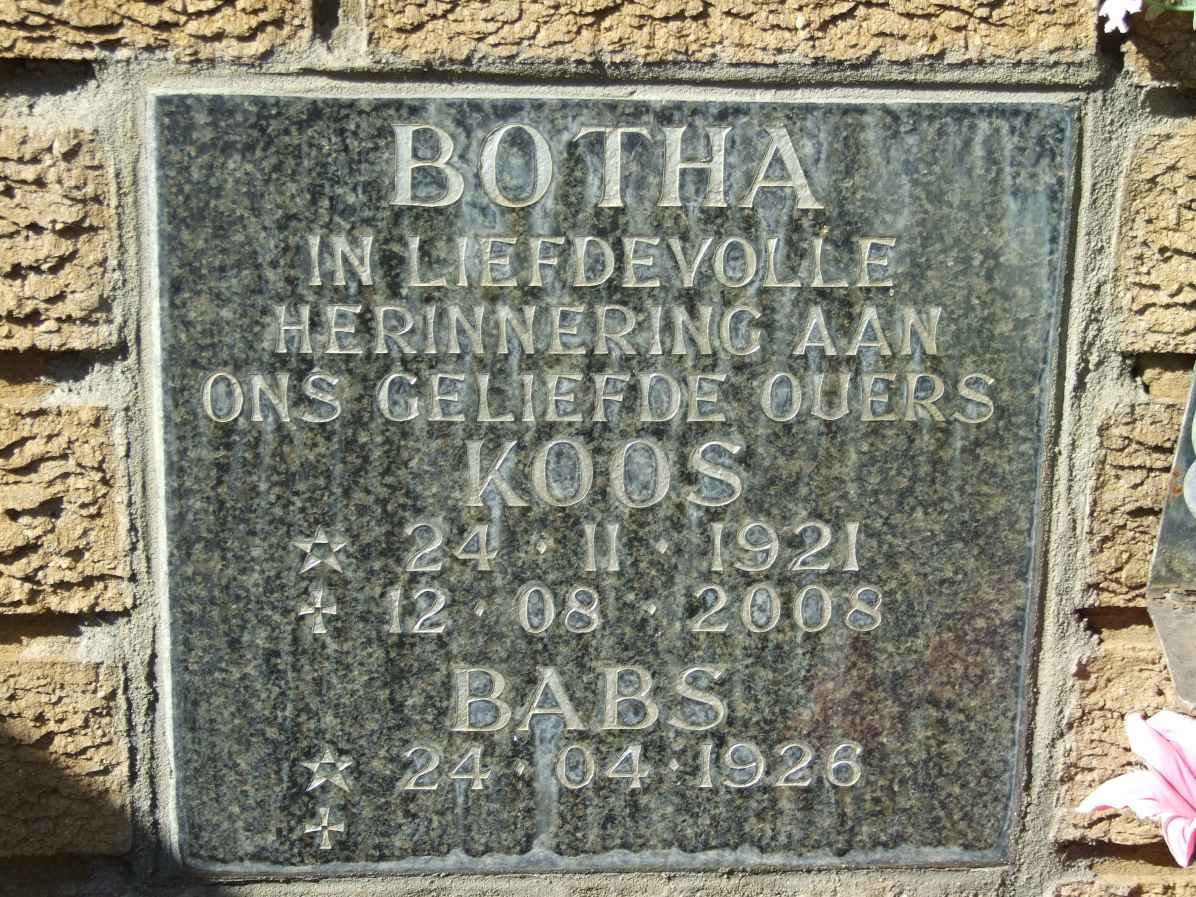 BOTHA
IN LIEFDEVOLLE
HERINNERING AAN
ONS GELIEFDE OUERS
KOOS
☆ 24 · 11 · 1921
✠ 12 · 08 · 2008
BABS
☆ 24 · 04 · 1926
✠